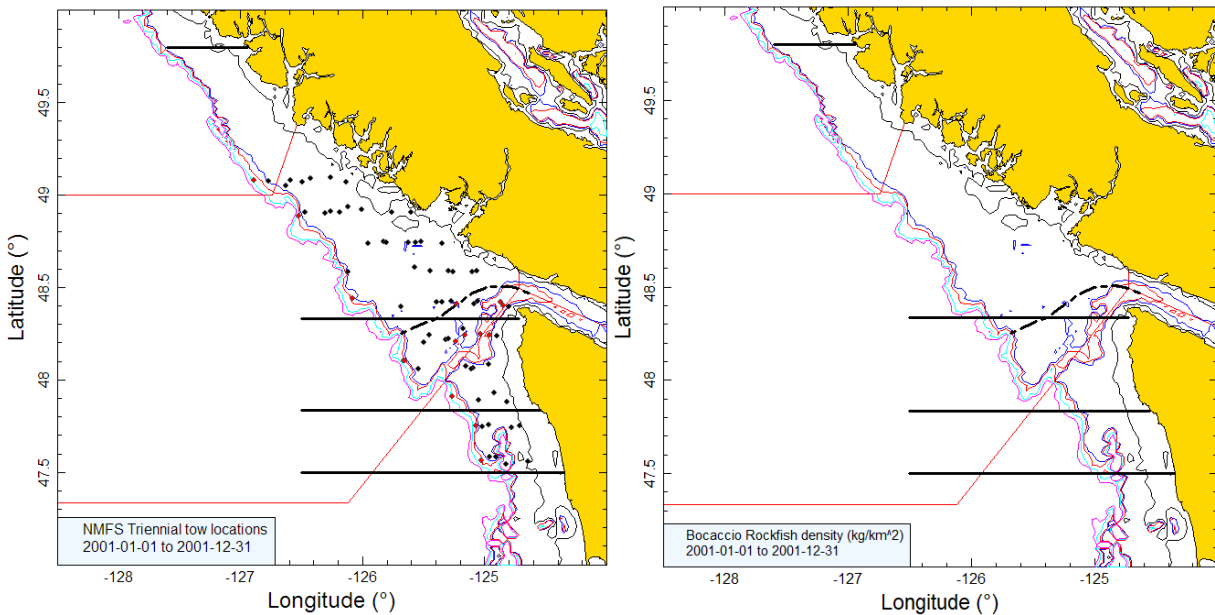 49.5
49
48.5
48
47.5
Latitude (°)
NMFS Triennial tow locations
2001-01-01 to 2001-12-31
-128
-127
-126
-125
-124
Longitude (°)
49.5
49
48.5
48
47.5
Latitude (°)
Bocaccio Rockfish density (kg/km^2)
2001-01-01 to 2001-12-31
-128
-127
-126
-125
-124
Longitude (°)